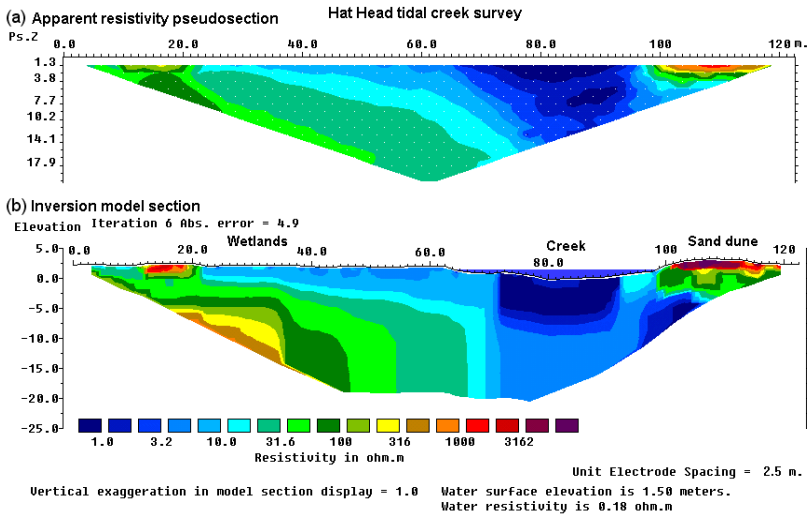 (a) Apparent resistivity pseudosection Hat Head tidal creek survey
Ps.Z 0.0 20.0 40.0 60.0 80.0 100 120 m.
1.3
3.8
7.7
10.2
14.1
17.9
(b) Inversion model section
Elevation Iteration 6 Abs. error = 4.9
5.0 0.0 20.0 Wetlands 40.0 60.0 Creek 80.0 100 Sand dune 120
0.0
-5.0
-10.0
-15.0
-20.0
-25.0
1.0 3.2 10.0 31.6 100 316 1000 3162
Resistivity in ohm.m
Unit Electrode Spacing = 2.5 m.
Vertical exaggeration in model section display = 1.0 Water surface elevation is 1.50 meters.
Water resistivity is 0.18 ohm.m